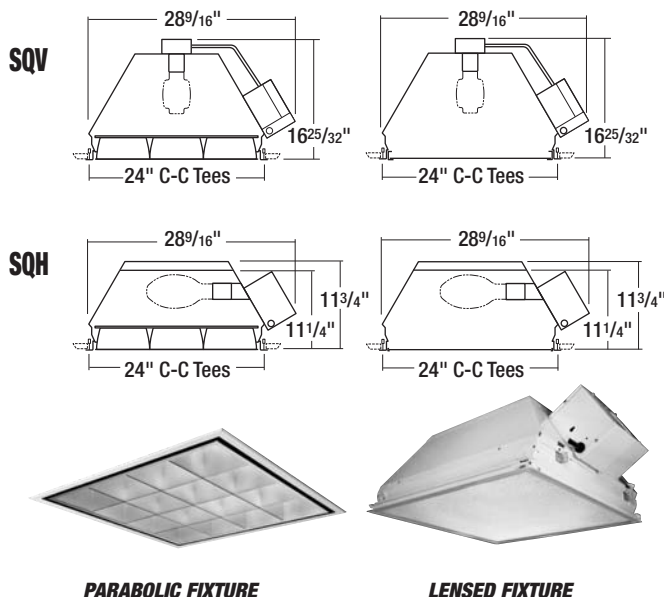 SQV
28 9/16"
16 25/32"
24" C-C Tees
28 9/16"
16 25/32"
24" C-C Tees
SQH
28 9/16"
11 3/4"
11 1/4"
24" C-C Tees
28 9/16"
11 3/4"
11 1/4"
24" C-C Tees
PARABOLIC FIXTURE
LENSED FIXTURE